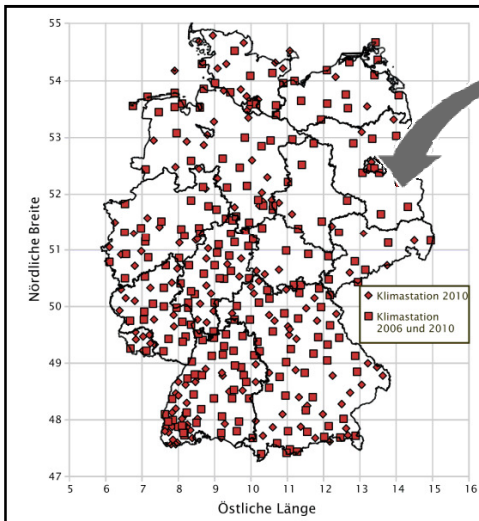 55
54
53
52
51
50
49
48
47
Nördliche Breite
Klimastation 2010
Klimastation
2006 und 2010
5 6 7 8 9 10 11 12 13 14 15 16
Östliche Länge